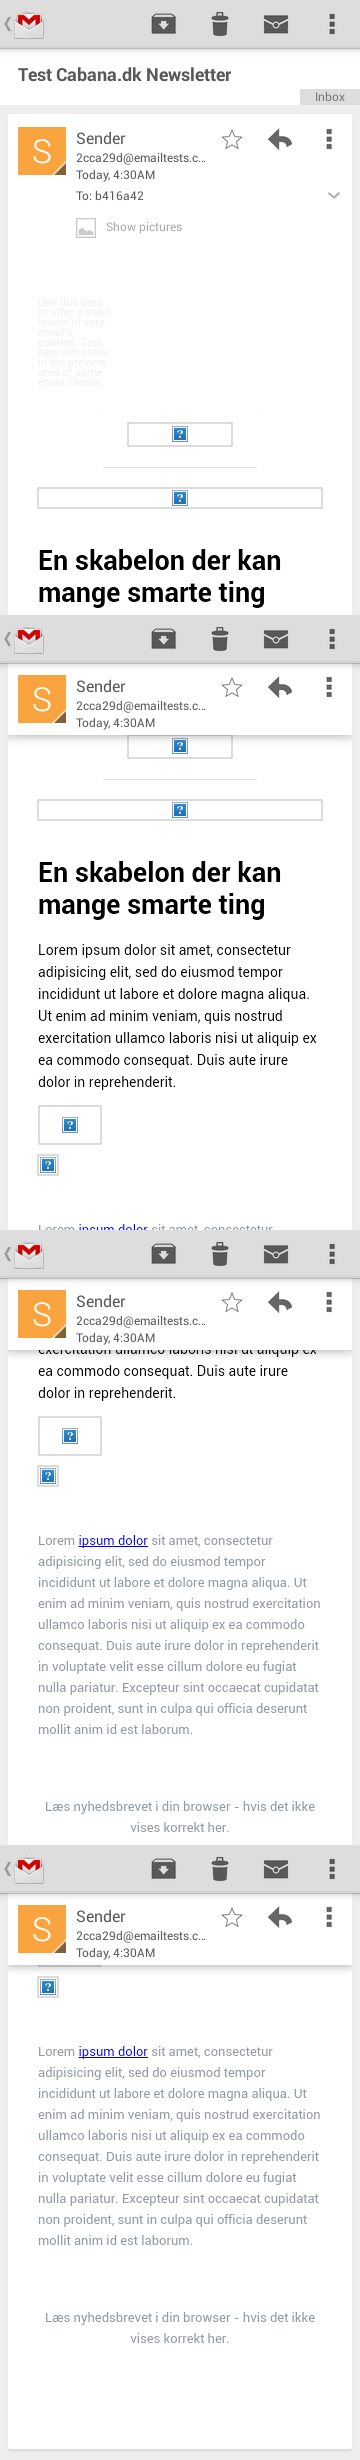 Test Cabana.dk Newsletter
Inbox
S
Sender
2cca29d@emailtests.c...
Today, 4:30AM
To: b416a42
Show pictures
Use this area
to offer a short
teaser of your
email's
content. Text
here will show
in the preview
area of some
email clients.
En skabelon der kan
mange smarte ting
S
Sender
2cca29d@emailtests.c...
Today, 4:30AM
En skabelon der kan
mange smarte ting
Lorem ipsum dolor sit amet, consectetur
adipisicing elit, sed do eiusmod tempor
incididunt ut labore et dolore magna aliqua.
Ut enim ad minim veniam, quis nostrud
exercitation ullamco laboris nisi ut aliquip ex
ea commodo consequat. Duis aute irure
dolor in reprehenderit.
Lorem ipsum dolor sit amet, consectetur
S
Sender
2cca29d@emailtests.c...
Today, 4:30AM
exercitation ullamco laboris nisi ut aliquip ex
ea commodo consequat. Duis aute irure
dolor in reprehenderit.
Lorem ipsum dolor sit amet, consectetur
adipisicing elit, sed do eiusmod tempor
incididunt ut labore et dolore magna aliqua. Ut
enim ad minim veniam, quis nostrud exercitation
ullamco laboris nisi ut aliquip ex ea commodo
consequat. Duis aute irure dolor in reprehenderit
in voluptate velit esse cillum dolore eu fugiat
nulla pariatur. Excepteur sint occaecat cupidatat
non proident, sunt in culpa qui officia deserunt
mollit anim id est laborum.
Læs nyhedsbrevet i din browser - hvis det ikke
vises korrekt her.
S
Sender
2cca29d@emailtests.c...
Today, 4:30AM
Lorem ipsum dolor sit amet, consectetur
adipisicing elit, sed do eiusmod tempor
incididunt ut labore et dolore magna aliqua. Ut
enim ad minim veniam, quis nostrud exercitation
ullamco laboris nisi ut aliquip ex ea commodo
consequat. Duis aute irure dolor in reprehenderit
in voluptate velit esse cillum dolore eu fugiat
nulla pariatur. Excepteur sint occaecat cupidatat
non proident, sunt in culpa qui officia deserunt
mollit anim id est laborum.
Læs nyhedsbrevet i din browser - hvis det ikke
vises korrekt her.